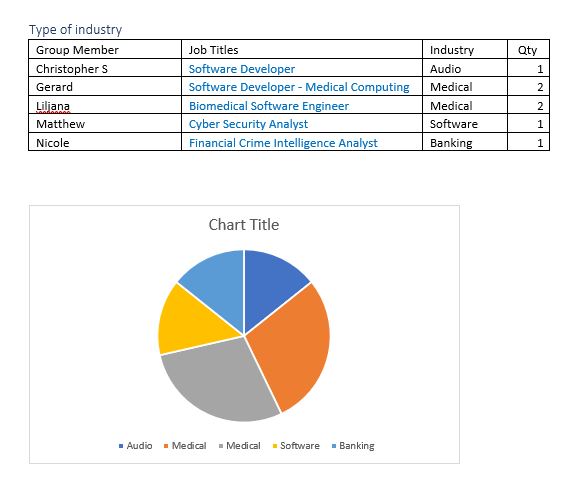 Type of industry
Group Member Job Titles Industry Qty
Christopher S Software Developer Audio 1
Gerard Software Developer - Medical Computing Medical 2
Liljana Biomedical Software Engineer Medical 2
Matthew Cyber Security Analyst Software 1
Nicole Financial Crime Intelligence Analyst Banking 1
Chart Title
Audio Medical Medical Software Banking